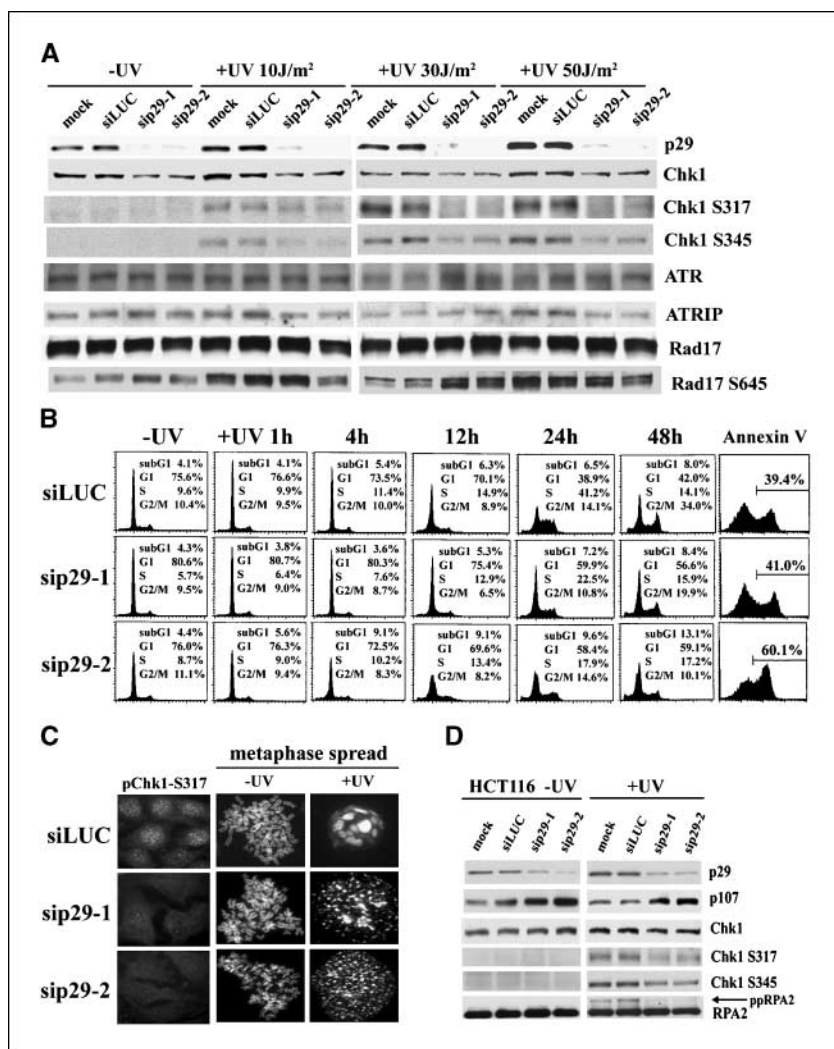 A
-UV +UV 10J/m² +UV 30J/m² +UV 50J/m²
mock siLUC sip29-1 sip29-2 mock siLUC sip29-1 sip29-2 mock siLUC sip29-1 sip29-2 mock siLUC sip29-1 sip29-2
p29
Chk1
Chk1 S317
Chk1 S345
ATR
ATRIP
Rad17
Rad17 S645
B
-UV +UV 1h 4h 12h 24h 48h Annexin V
siLUC
subG1 4.1% subG1 4.1% subG1 5.4% subG1 6.3% subG1 6.5% subG1 8.0% 39.4%
G1 75.6% G1 76.6% G1 73.5% G1 70.1% G1 38.9% G1 42.0%
S 9.6% S 9.9% S 11.4% S 14.9% S 41.2% S 14.1%
G2/M 10.4% G2/M 9.5% G2/M 10.0% G2/M 8.9% G2/M 14.1% G2/M 34.0%
sip29-1
subG1 4.3% subG1 3.8% subG1 3.6% subG1 5.3% subG1 7.2% subG1 8.4% 41.0%
G1 80.6% G1 80.7% G1 80.3% G1 75.4% G1 59.9% G1 56.6%
S 5.7% S 6.4% S 7.6% S 12.9% S 22.5% S 15.9%
G2/M 9.5% G2/M 9.0% G2/M 8.7% G2/M 6.5% G2/M 10.8% G2/M 19.9%
sip29-2
subG1 4.4% subG1 5.6% subG1 9.1% subG1 9.1% subG1 9.6% subG1 13.1% 60.1%
G1 76.0% G1 76.3% G1 72.5% G1 69.6% G1 58.4% G1 59.1%
S 8.7% S 9.0% S 10.2% S 13.4% S 17.9% S 17.2%
G2/M 11.1% G2/M 9.4% G2/M 8.3% G2/M 8.2% G2/M 14.6% G2/M 10.1%
C
metaphase spread
pChk1-S317 -UV +UV
siLUC
sip29-1
sip29-2
D
HCT116 -UV +UV
mock siLUC sip29-1 sip29-2 mock siLUC sip29-1 sip29-2
p29
p107
Chk1
Chk1 S317
Chk1 S345
ppRPA2
RPA2